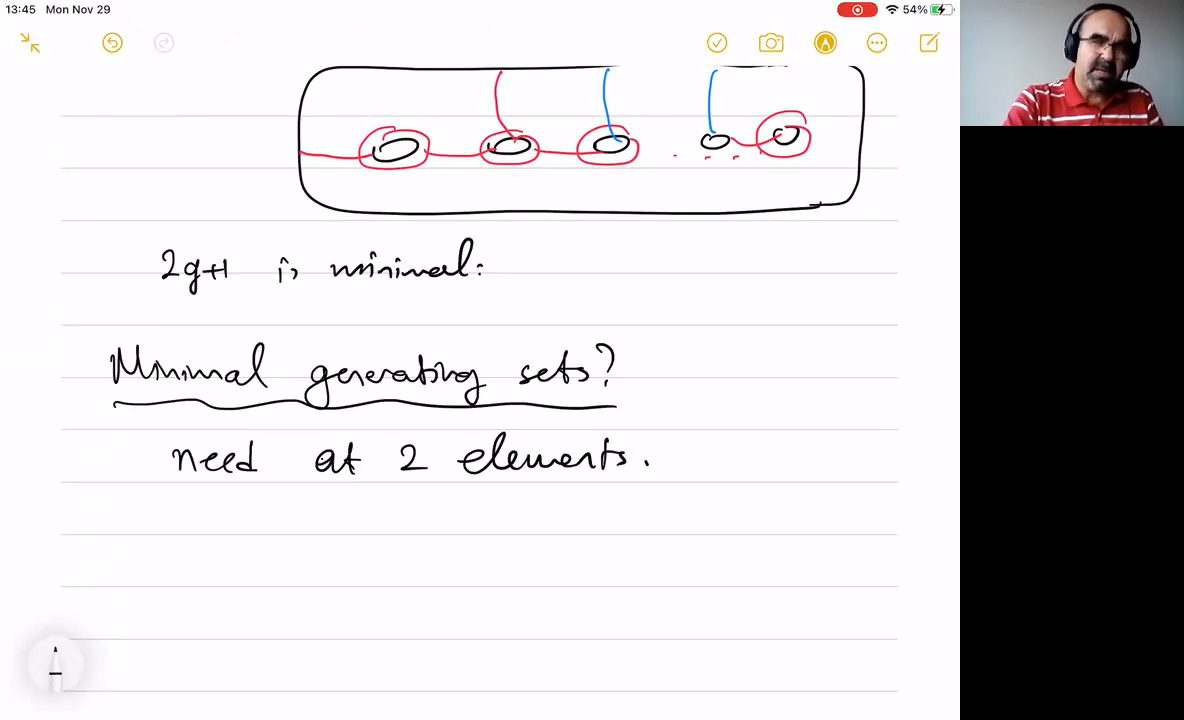 13:45 Mon Nov 29
54%
2g+1 is minimal:
Minimal generating sets?
need at 2 elements.